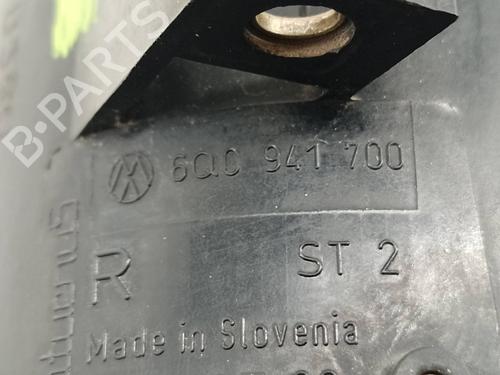 B-PARTS
6Q0 941 700
R ST 2
Made in Slovenia